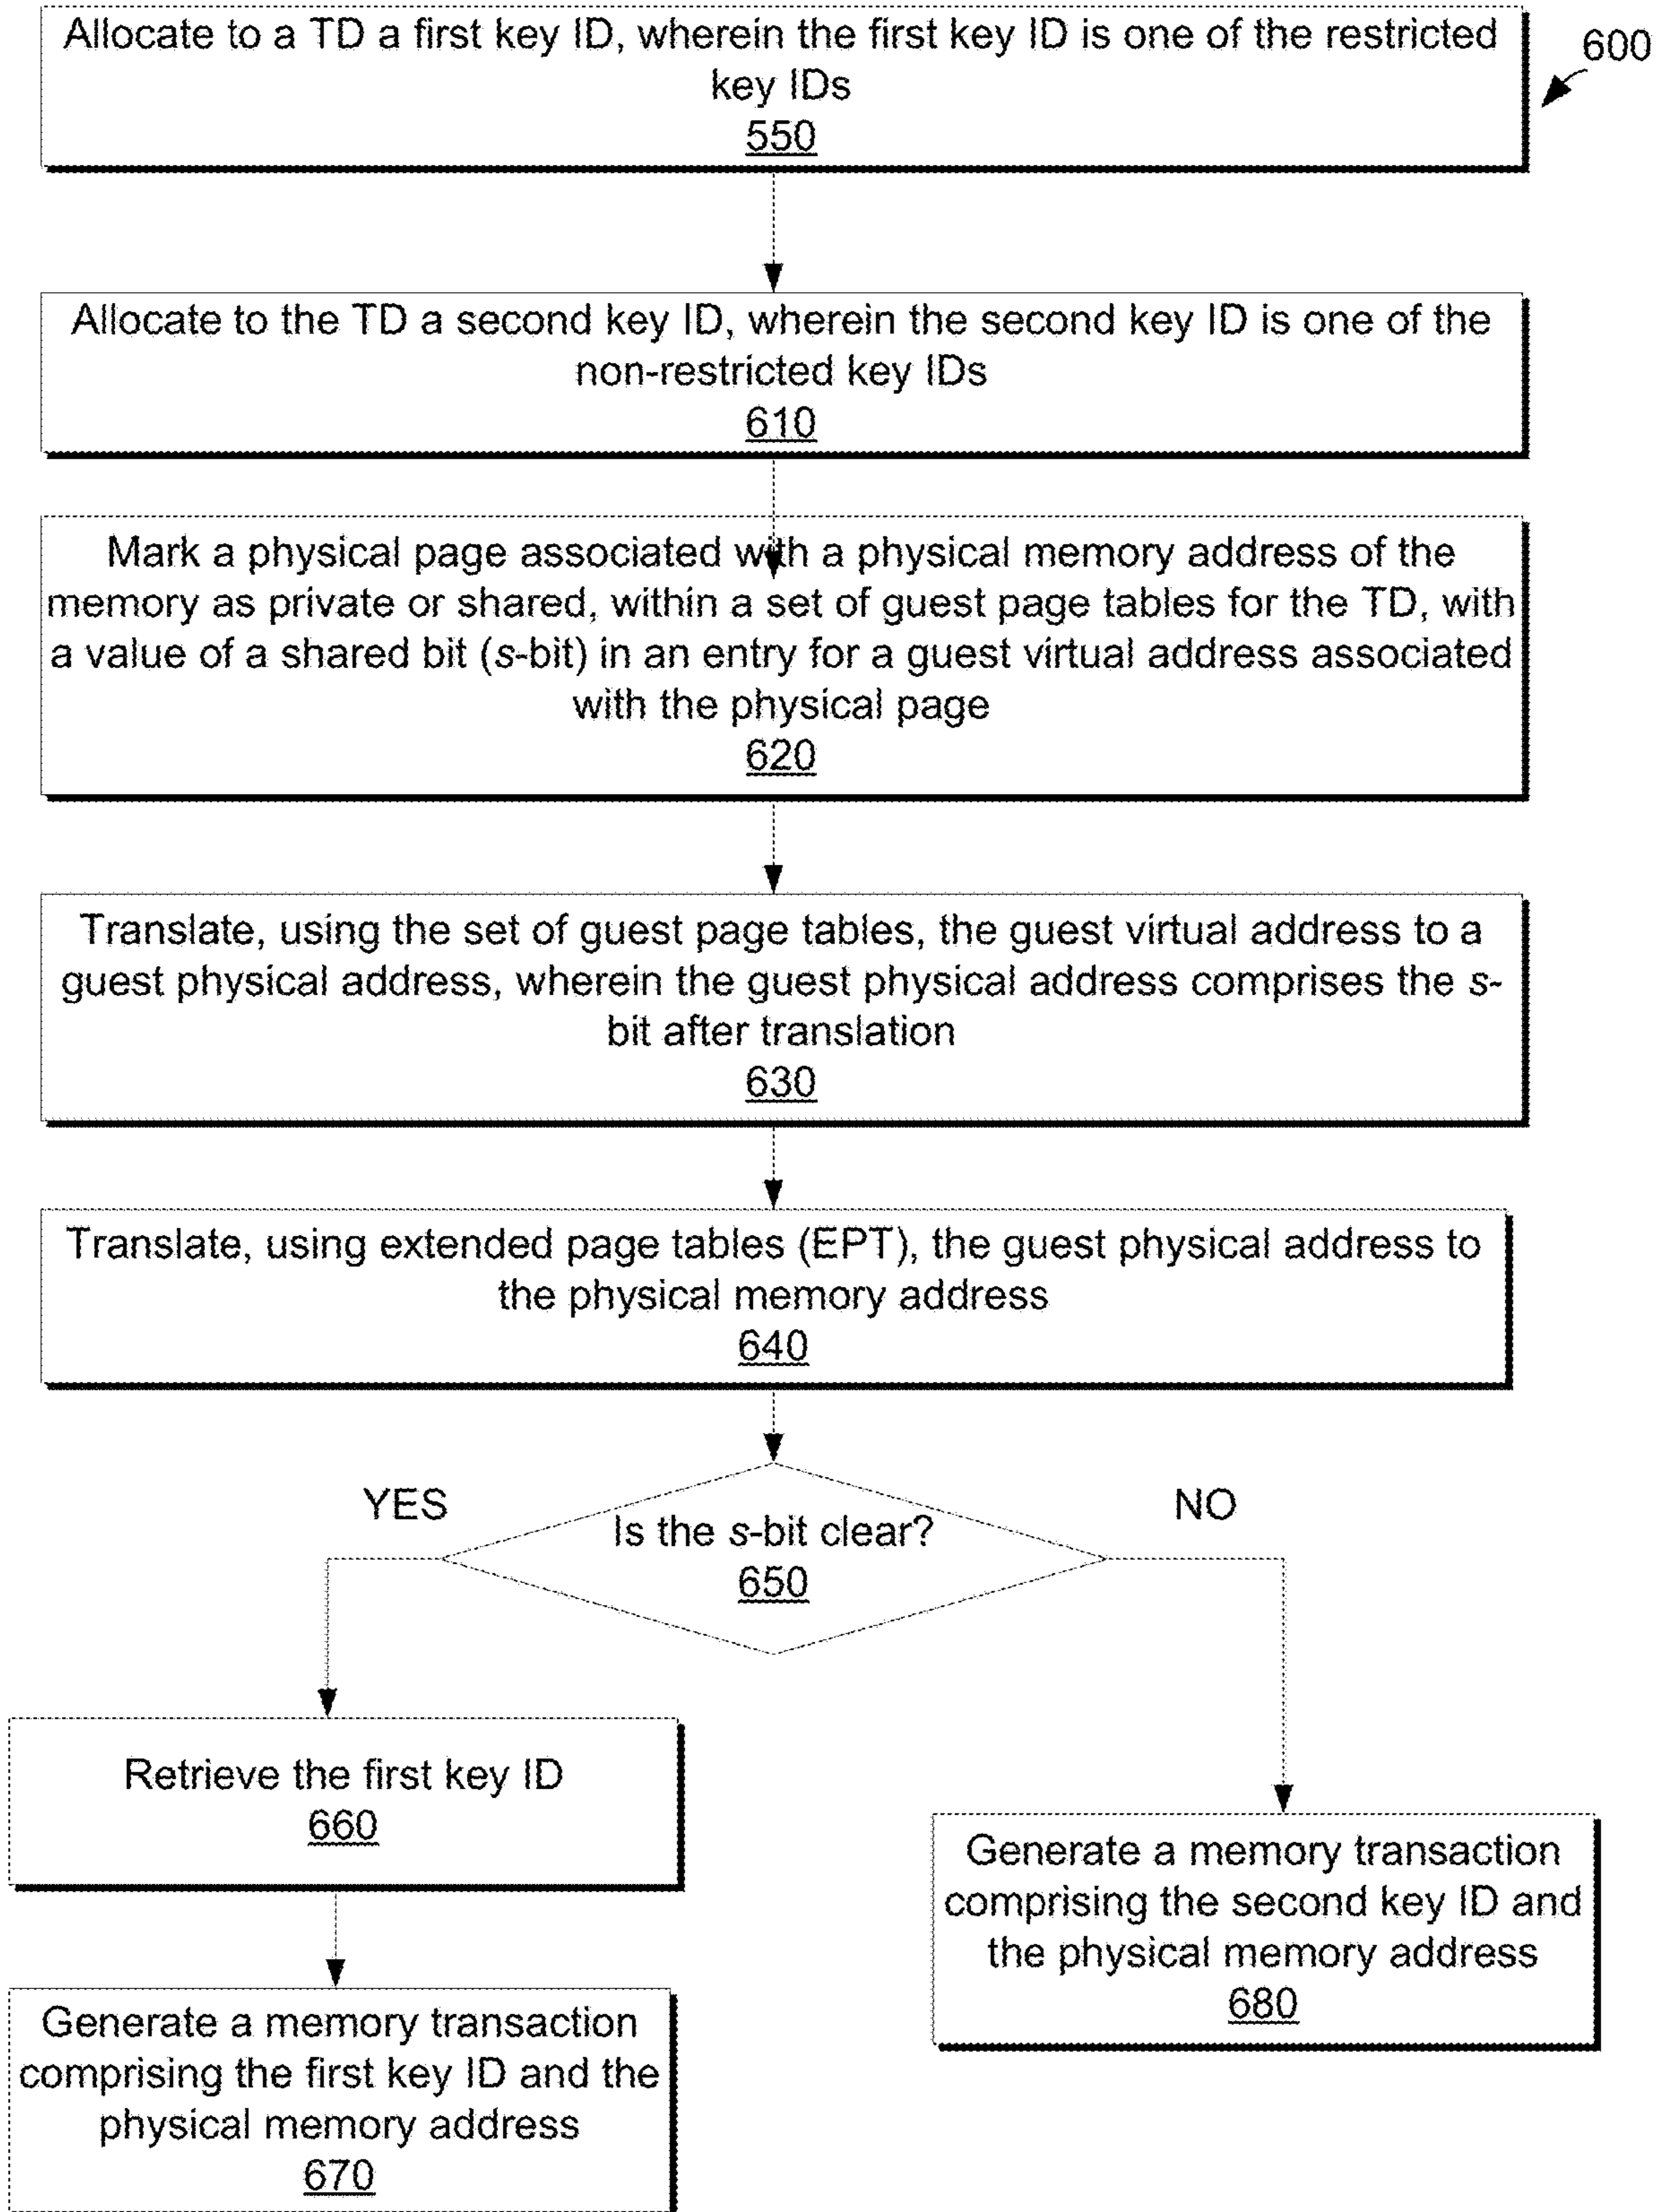 Allocate to a TD a first key ID, wherein the first key ID is one of the restricted
key IDs
550
600
Allocate to the TD a second key ID, wherein the second key ID is one of the
non-restricted key IDs
610
Mark a physical page associated with a physical memory address of the
memory as private or shared, within a set of guest page tables for the TD, with
a value of a shared bit (s-bit) in an entry for a guest virtual address associated
with the physical page
620
Translate, using the set of guest page tables, the guest virtual address to a
guest physical address, wherein the guest physical address comprises the s-
bit after translation
630
Translate, using extended page tables (EPT), the guest physical address to
the physical memory address
640
YES
NO
Is the s-bit clear?
650
Retrieve the first key ID
660
Generate a memory transaction
comprising the second key ID and
the physical memory address
680
Generate a memory transaction
comprising the first key ID and the
physical memory address
670